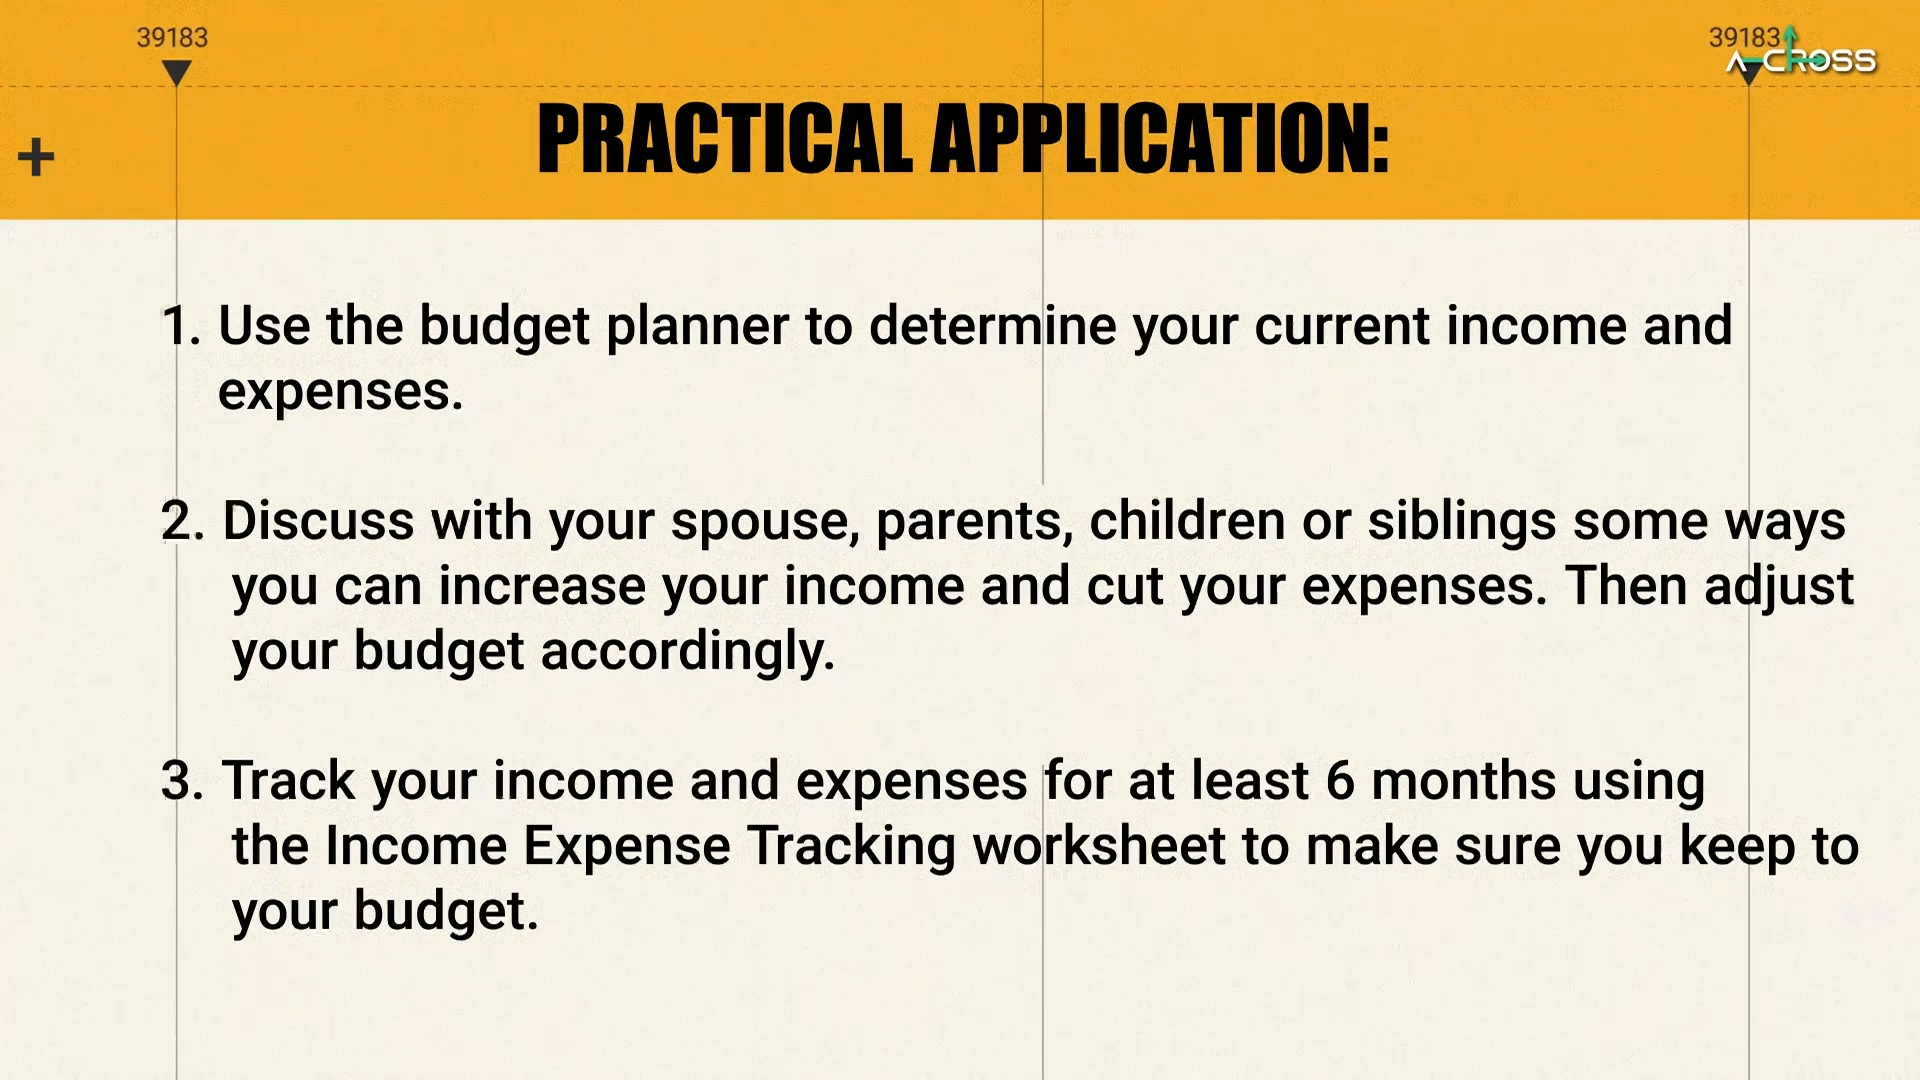 39183
39183
A-CROSS
PRACTICAL APPLICATION:
1. Use the budget planner to determine your current income and
expenses.
2. Discuss with your spouse, parents, children or siblings some ways
you can increase your income and cut your expenses. Then adjust
your budget accordingly.
3. Track your income and expenses for at least 6 months using
the Income Expense Tracking worksheet to make sure you keep to
your budget.